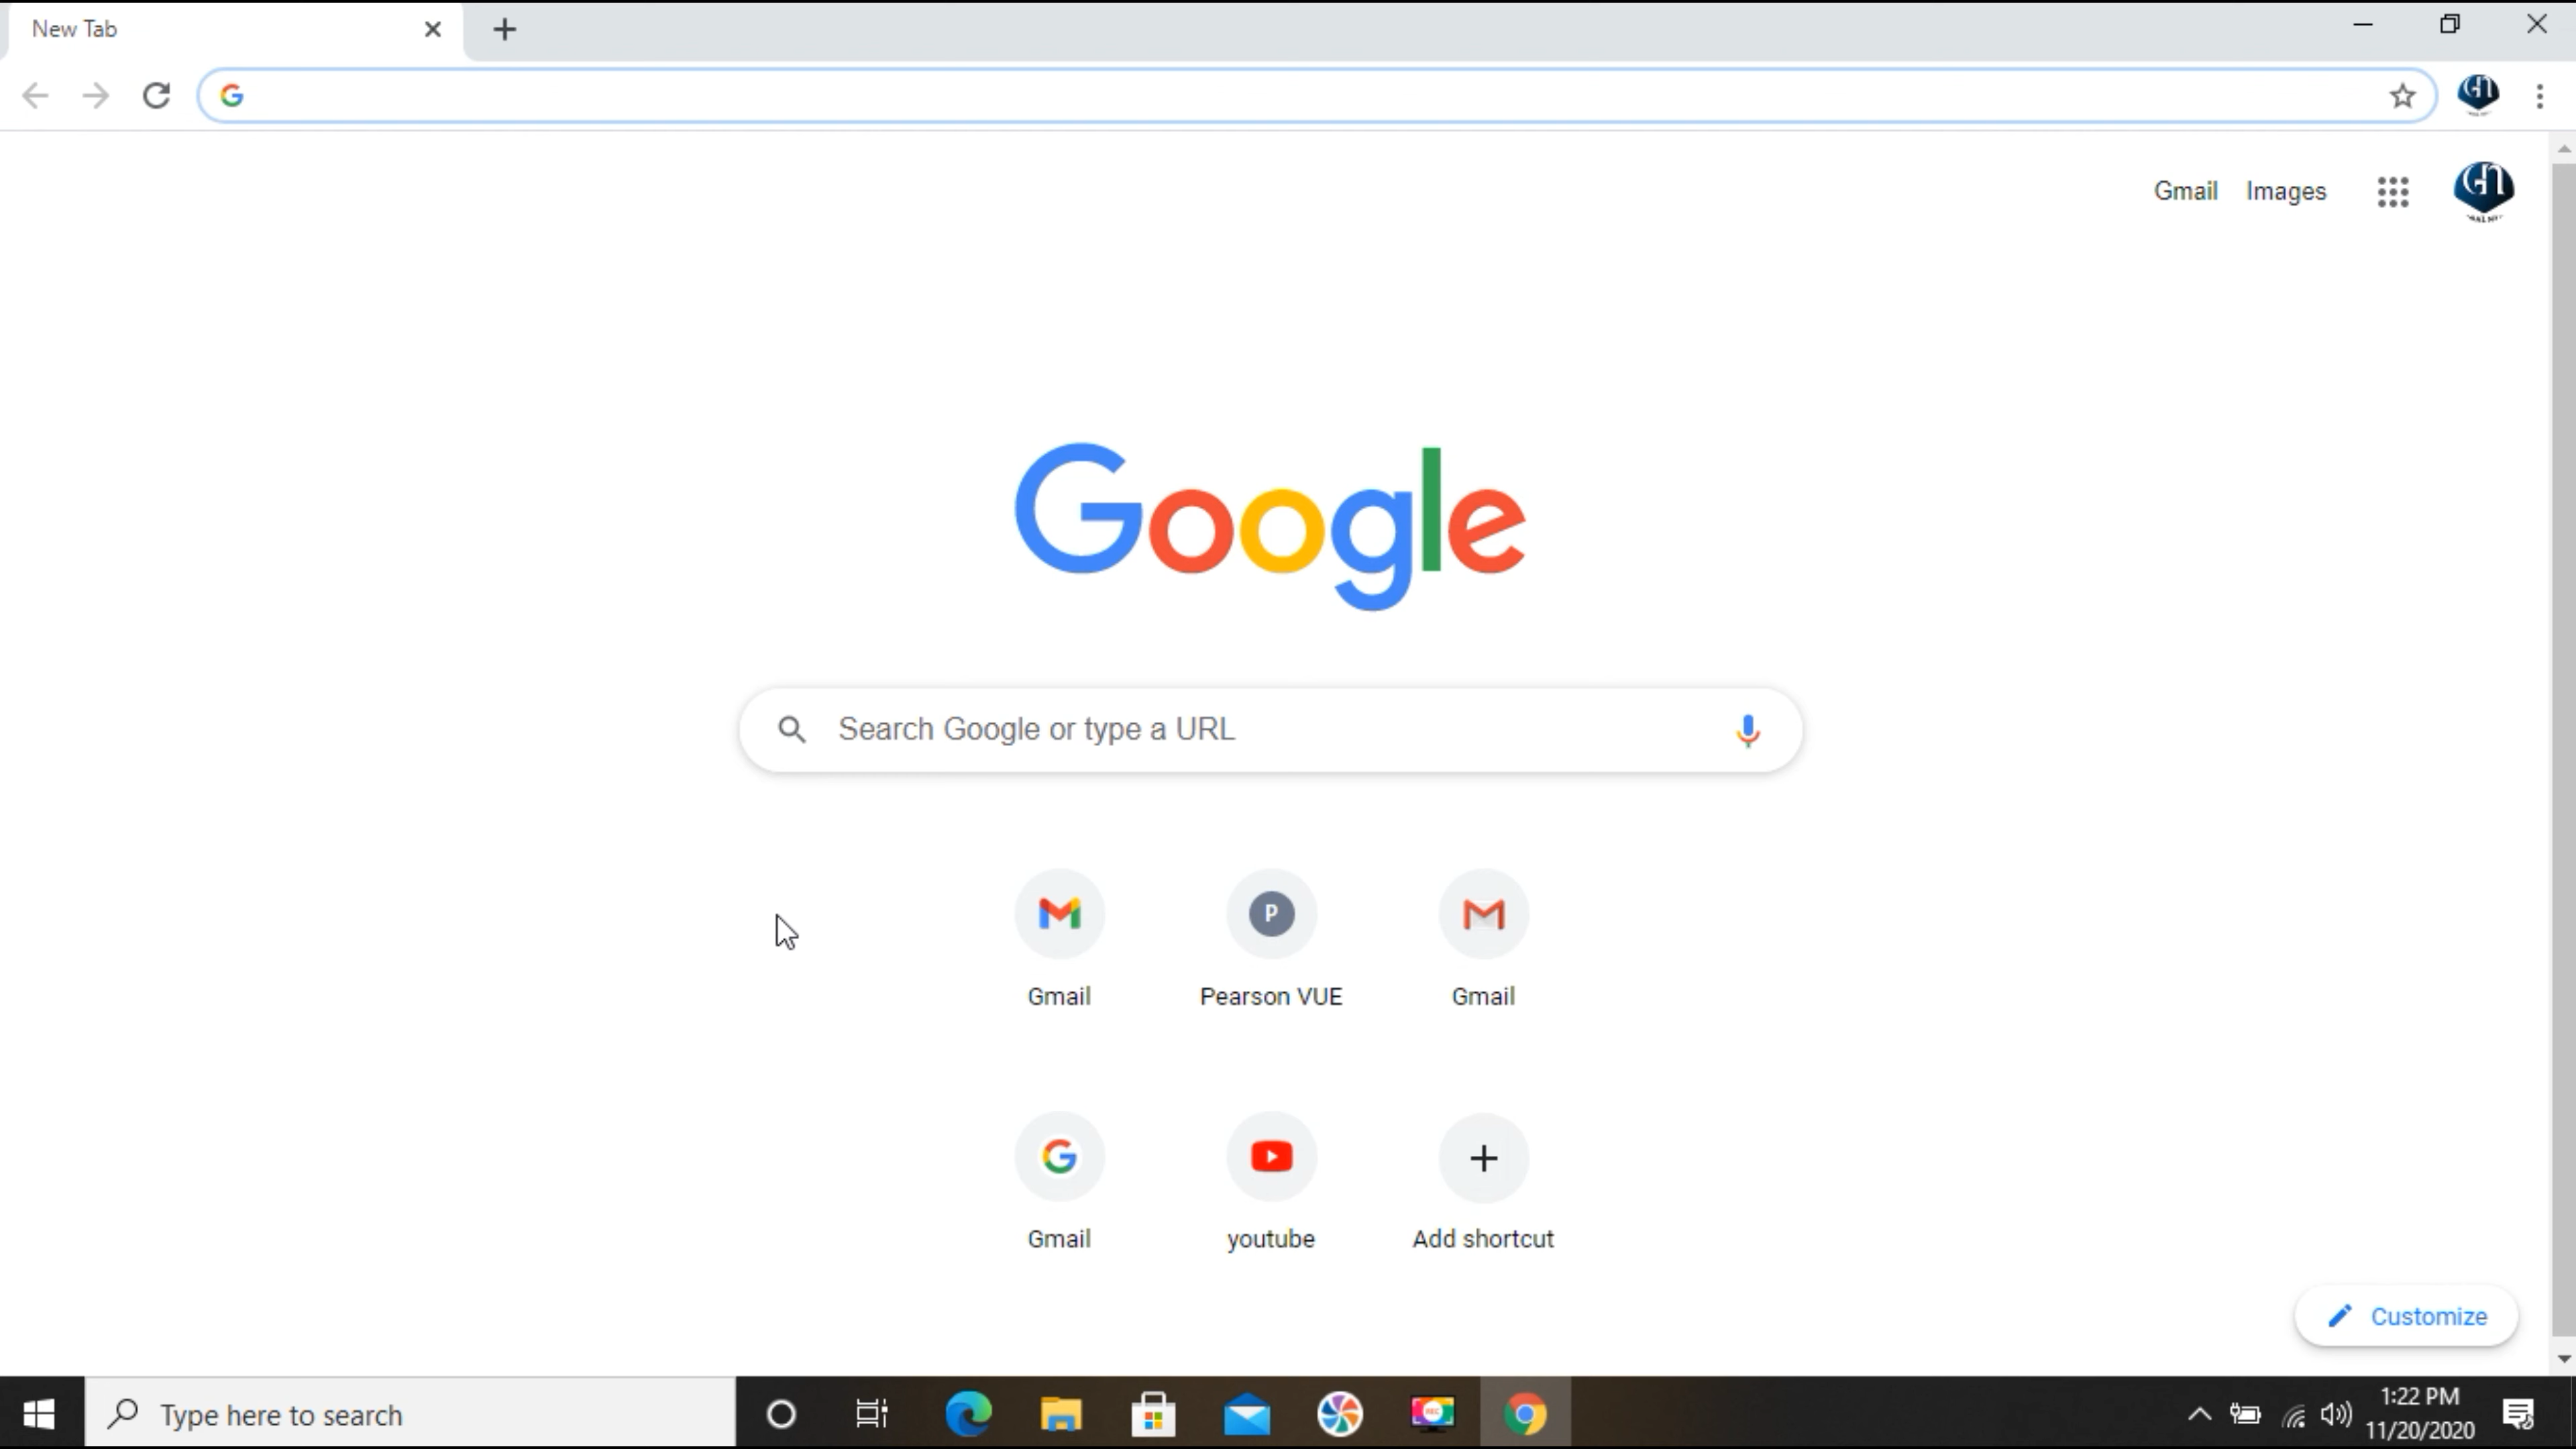 New Tab
Gmail Images
Google
Search Google or type a URL
Gmail Pearson VUE Gmail
Gmail youtube Add shortcut
Customize
Type here to search
1:22 PM
11/20/2020